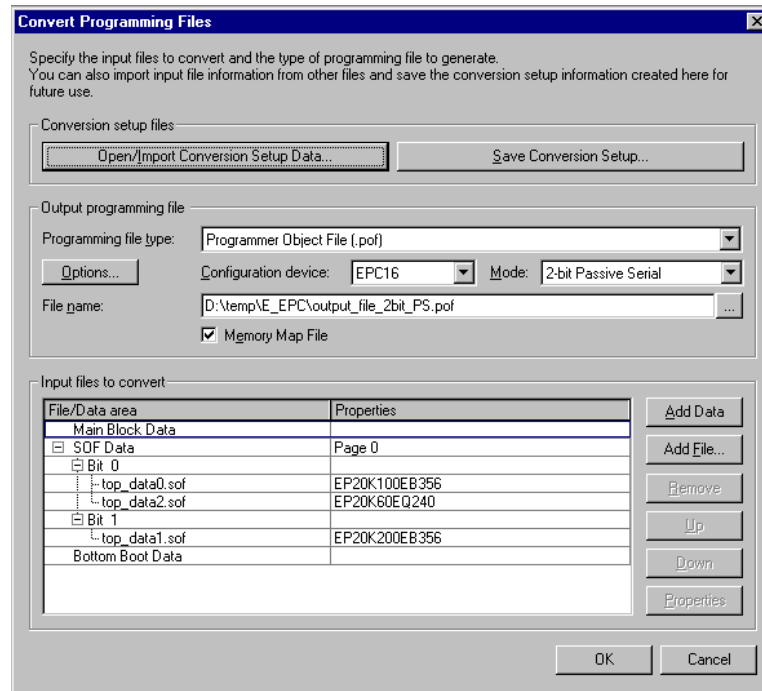 Convert Programming Files
Specify the input files to convert and the type of programming file to generate.
You can also import input file information from other files and save the conversion setup information created here for
future use.
Conversion setup files
Open/Import Conversion Setup Data...
Save Conversion Setup...
Output programming file
Programming file type:
Programmer Object File (.pof)
Options...
Configuration device:
EPC16
Mode:
2-bit Passive Serial
File name:
D:\temp\E_EPC\output_file_2bit_PS.pof
...
Memory Map File
Input files to convert
File/Data area
Properties
Main Block Data
SOF Data
Page 0
Bit 0
top_data0.sof
EP20K100EB356
top_data2.sof
EP20K60EQ240
Bit 1
top_data1.sof
EP20K200EB356
Bottom Boot Data
Add Data
Add File...
Remove
Up
Down
Properties
OK
Cancel